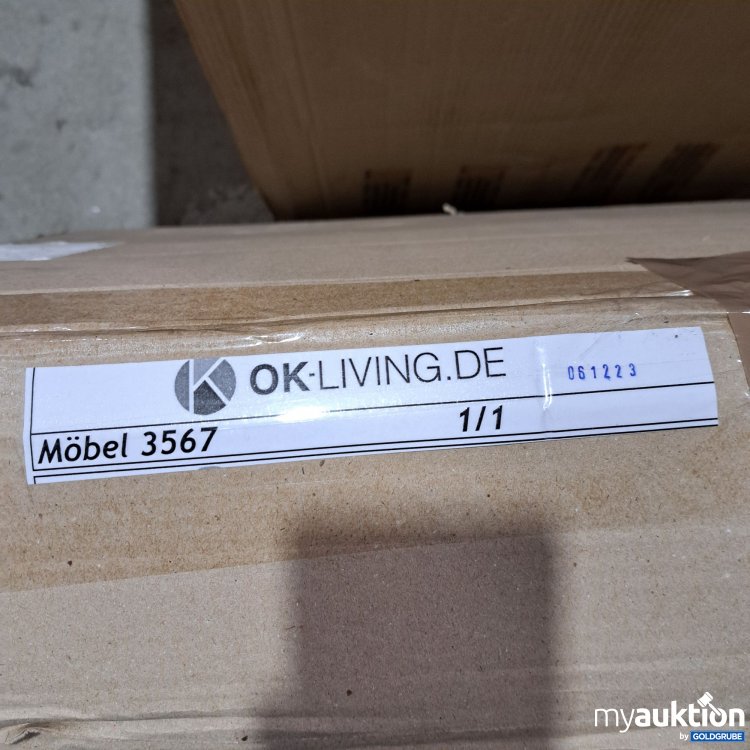 OK-LIVING.DE
061223
Möbel 3567
1/1
myauktion
by GOLDGRUBE